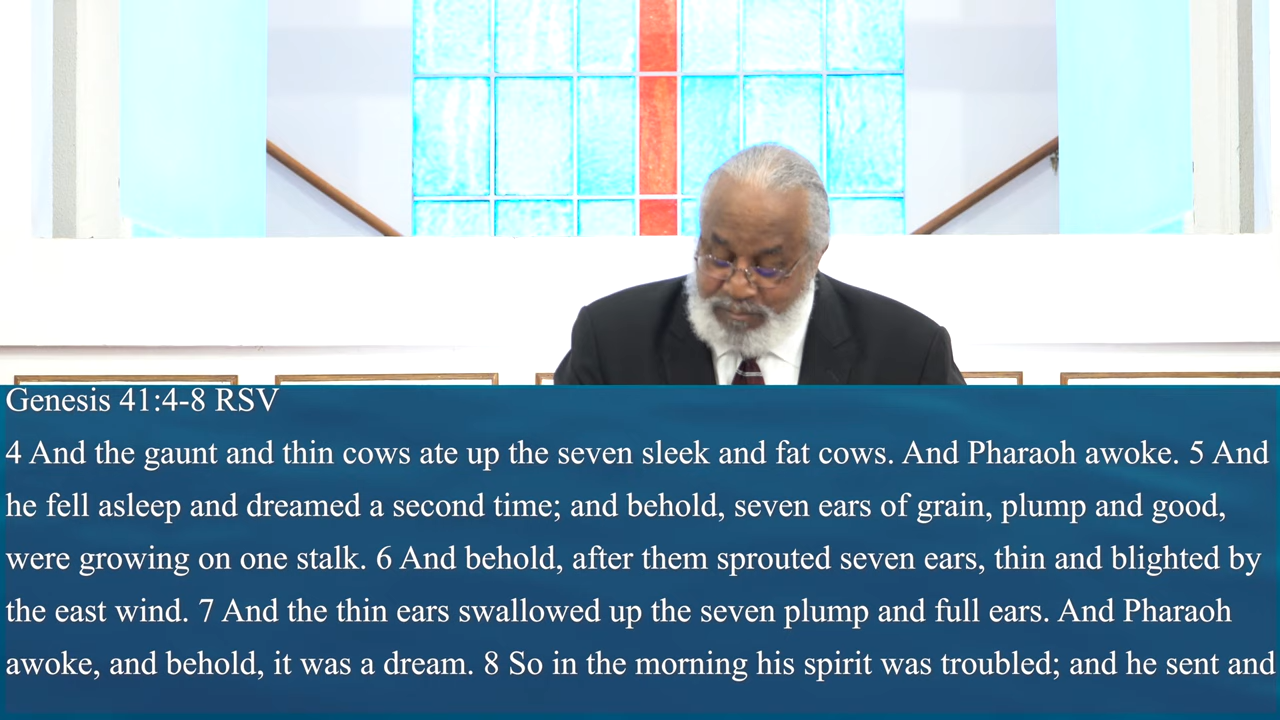 Genesis 41:4-8 RSV
4 And the gaunt and thin cows ate up the seven sleek and fat cows. And Pharaoh awoke. 5 And
he fell asleep and dreamed a second time; and behold, seven ears of grain, plump and good,
were growing on one stalk. 6 And behold, after them sprouted seven ears, thin and blighted by
the east wind. 7 And the thin ears swallowed up the seven plump and full ears. And Pharaoh
awoke, and behold, it was a dream. 8 So in the morning his spirit was troubled; and he sent and